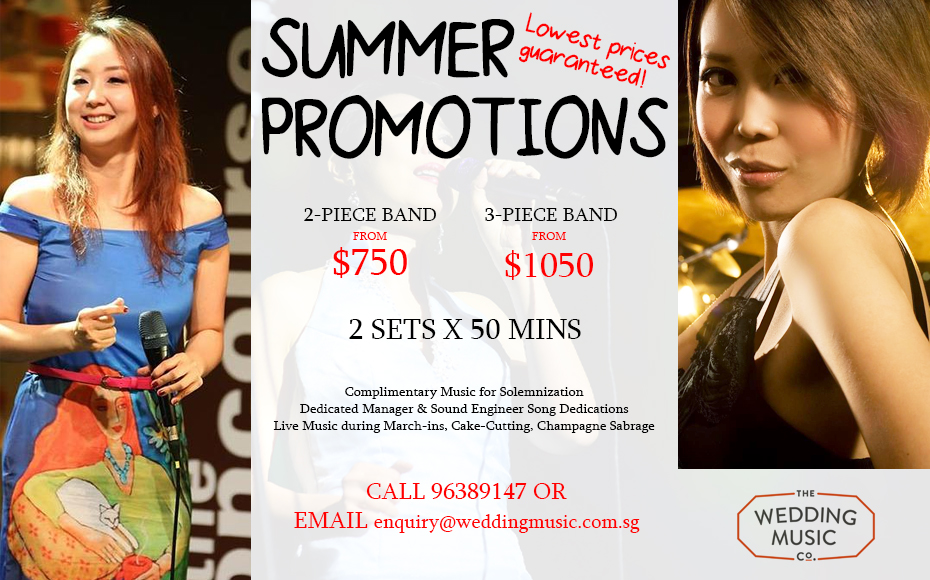 SUMMER
Lowest prices
guaranteed!
PROMOTIONS
2-PIECE BAND
FROM
$750
3-PIECE BAND
FROM
$1050
2 SETS X 50 MINS
Complimentary Music for Solemnization
Dedicated Manager & Sound Engineer Song Dedications
Live Music during March-ins, Cake-Cutting, Champagne Sabrage
CALL 96389147 OR
EMAIL enquiry@weddingmusic.com.sg
THE
WEDDING
MUSIC
CO.
the
concourse